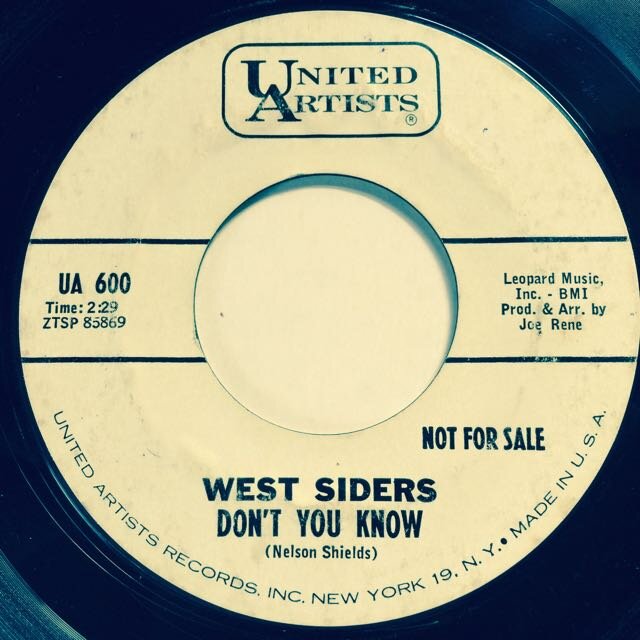 UNITED
ARTISTS®
UA 600
Time: 2:29
ZTSP 85869
Leopard Music,
Inc. - BMI
Prod. & Arr. by
Joe Rene
NOT FOR SALE
WEST SIDERS
DON'T YOU KNOW
(Nelson Shields)
UNITED ARTISTS RECORDS, INC. NEW YORK 19, N. Y. • MADE IN U. S. A.